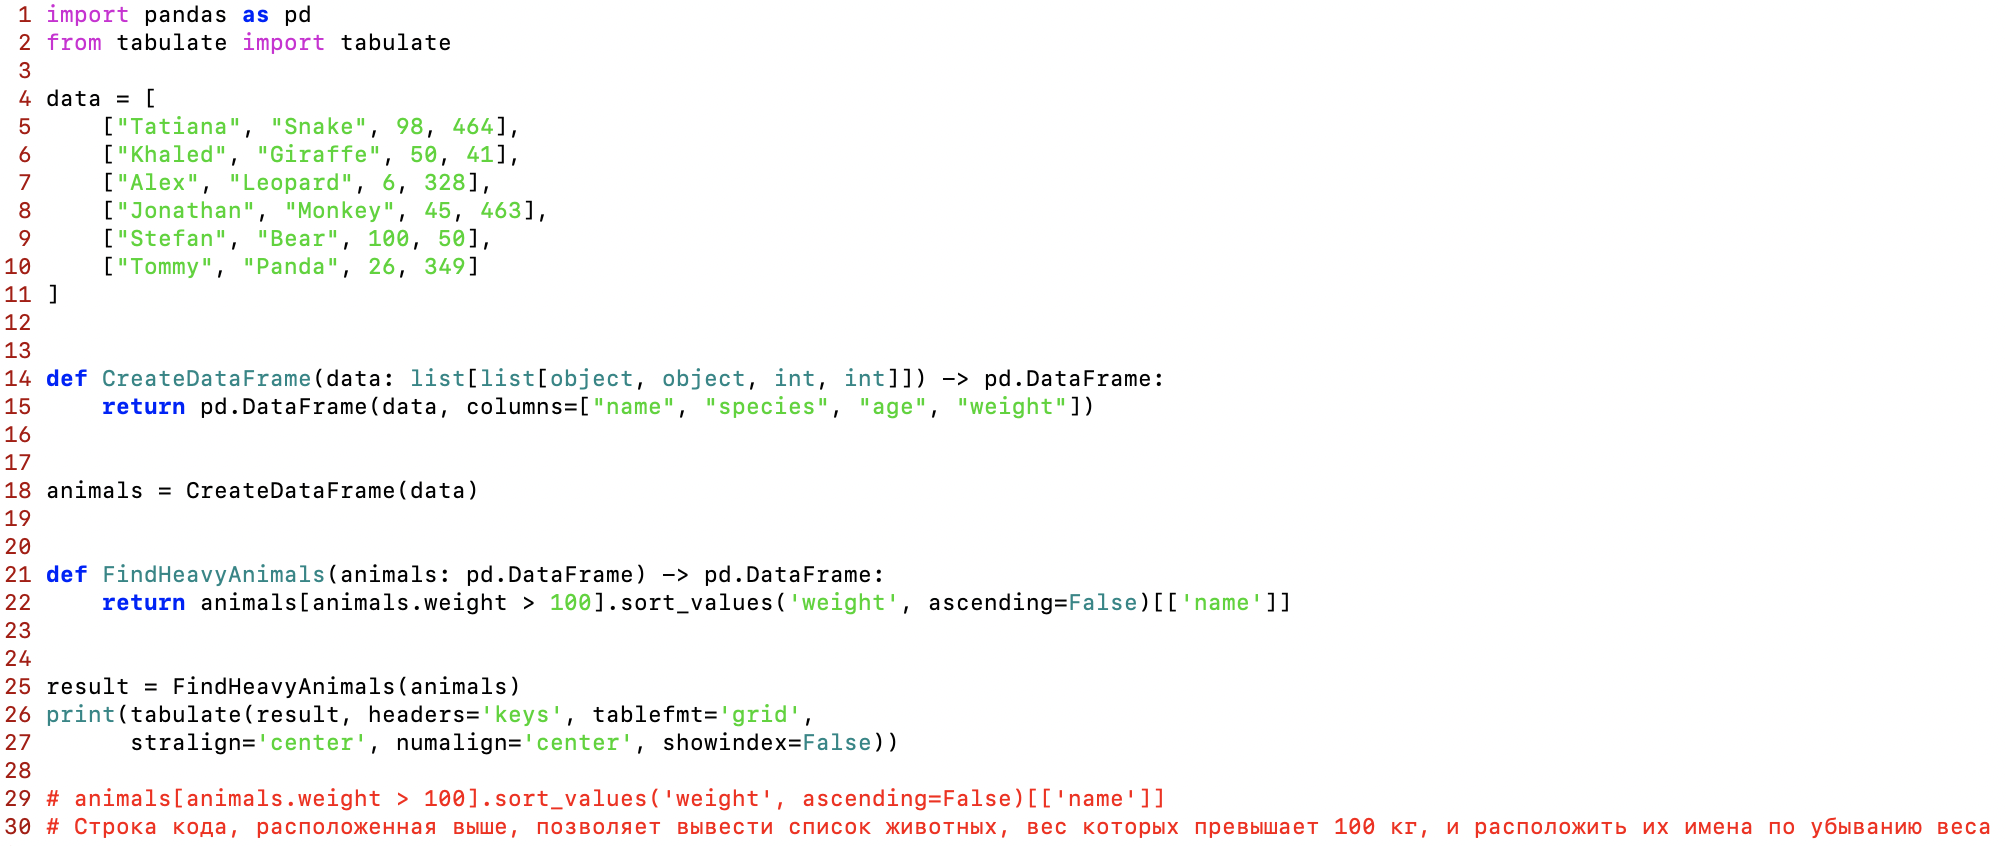 1 import pandas as pd
2 from tabulate import tabulate
3
4 data = [
5     ["Tatiana", "Snake", 98, 464],
6     ["Khaled", "Giraffe", 50, 41],
7     ["Alex", "Leopard", 6, 328],
8     ["Jonathan", "Monkey", 45, 463],
9     ["Stefan", "Bear", 100, 50],
10     ["Tommy", "Panda", 26, 349]
11 ]
12
13
14 def CreateDataFrame(data: list[list[object, object, int, int]]) -> pd.DataFrame:
15     return pd.DataFrame(data, columns=["name", "species", "age", "weight"])
16
17
18 animals = CreateDataFrame(data)
19
20
21 def FindHeavyAnimals(animals: pd.DataFrame) -> pd.DataFrame:
22     return animals[animals.weight > 100].sort_values('weight', ascending=False)[['name']]
23
24
25 result = FindHeavyAnimals(animals)
26 print(tabulate(result, headers='keys', tablefmt='grid',
27       stralign='center', numalign='center', showindex=False))
28
29 # animals[animals.weight > 100].sort_values('weight', ascending=False)[['name']]
30 # Строка кода, расположенная выше, позволяет вывести список животных, вес которых превышает 100 кг, и расположить их имена по убыванию веса